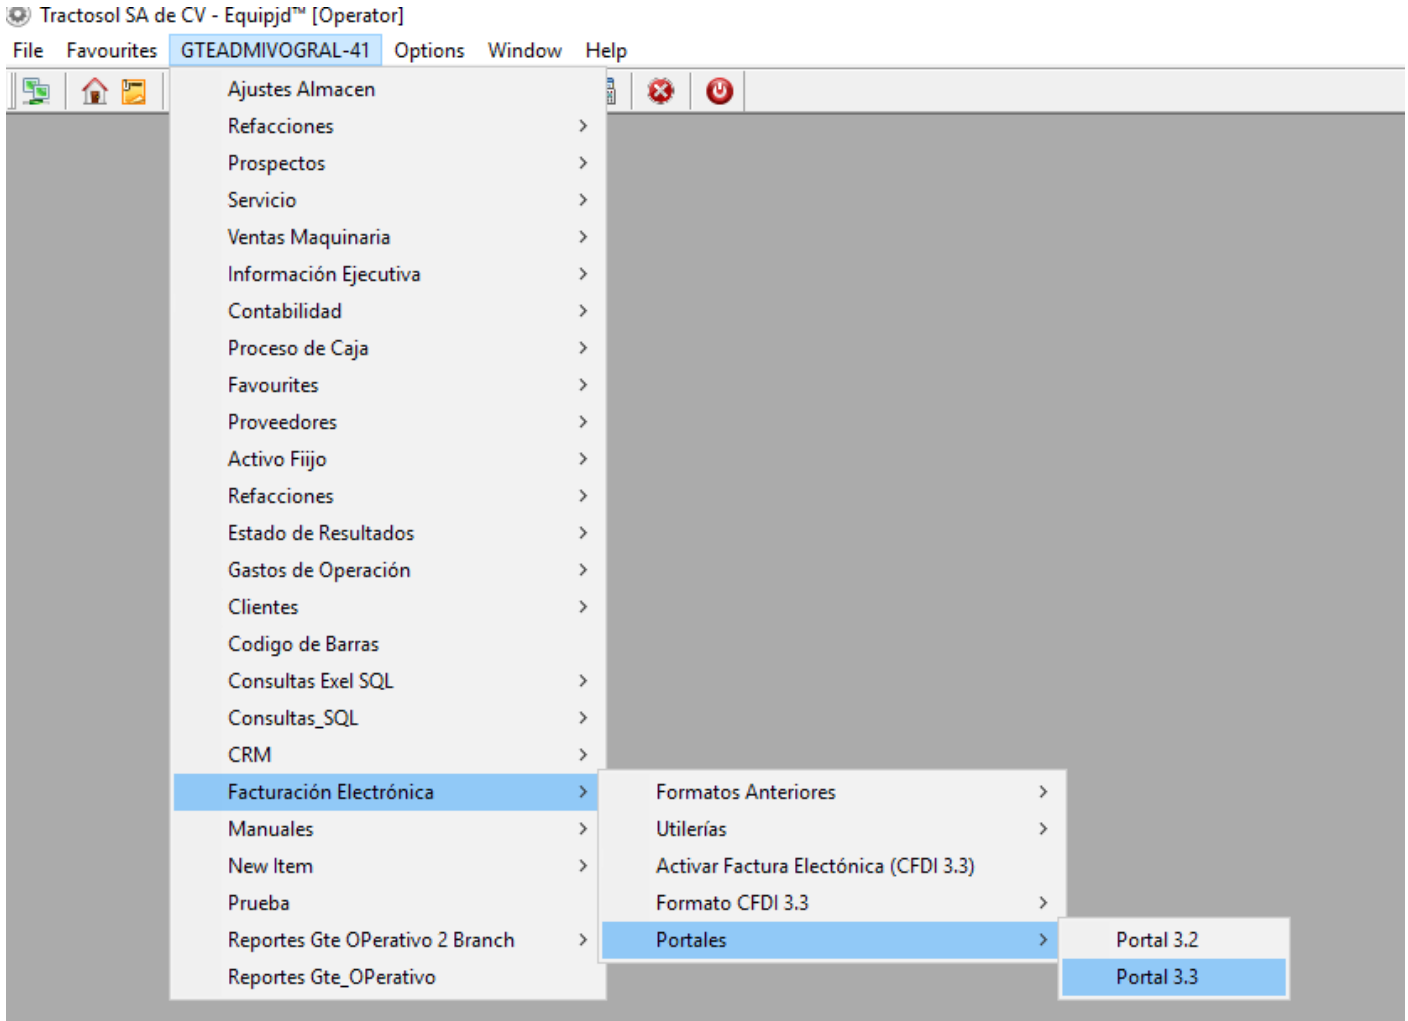 Tractosol SA de CV - Equipjd™ [Operator]
File Favourites GTEADMIVOGRAL-41 Options Window Help
Ajustes Almacen
Refacciones
Prospectos
Servicio
Ventas Maquinaria
Información Ejecutiva
Contabilidad
Proceso de Caja
Favourites
Proveedores
Activo Fiijo
Refacciones
Estado de Resultados
Gastos de Operación
Clientes
Codigo de Barras
Consultas Exel SQL
Consultas_SQL
CRM
Facturación Electrónica
Manuales
New Item
Prueba
Reportes Gte OPerativo 2 Branch
Reportes Gte_OPerativo
Formatos Anteriores
Utilerías
Activar Factura Electónica (CFDI 3.3)
Formato CFDI 3.3
Portales
Portal 3.2
Portal 3.3